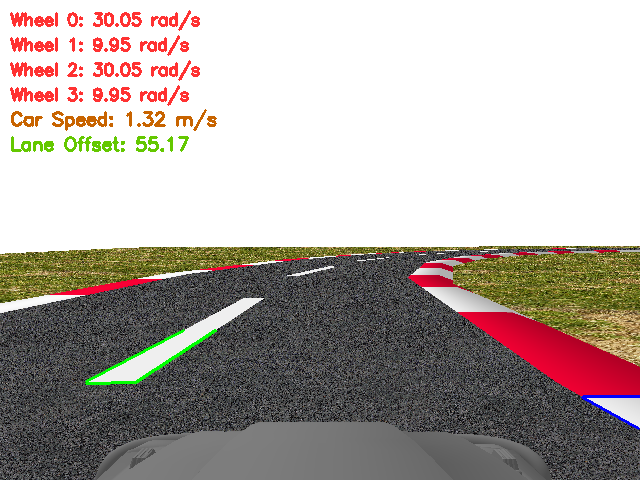 Wheel 0: 30.05 rad/s
Wheel 1: 9.95 rad/s
Wheel 2: 30.05 rad/s
Wheel 3: 9.95 rad/s
Car Speed: 1.32 m/s
Lane Offset: 55.17